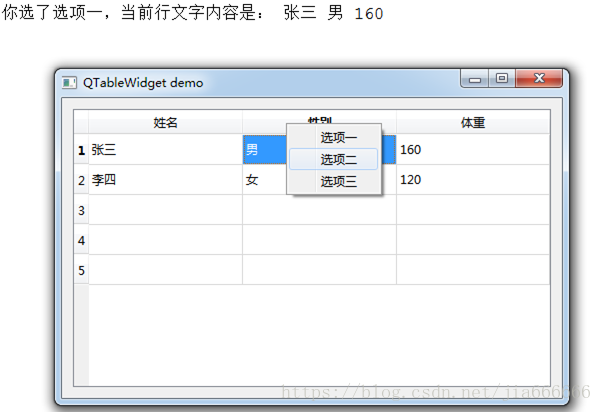 你选了选项一，当前行文字内容是： 张三 男 160
QTableWidget demo
姓名 性别 体重
选项一
1 张三 男 160
选项二
2 李四 女 120
选项三
3
4
5
https://blog.csdn.net/jia666666